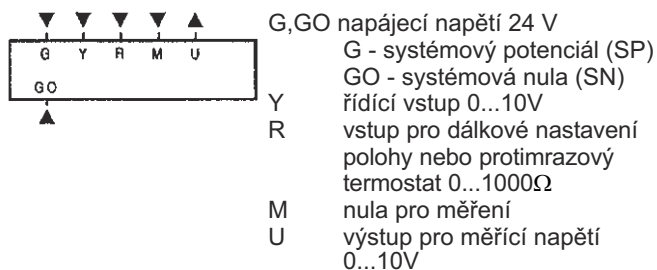 G Y R M U
GO
G,GO napájecí napětí 24 V
G - systémový potenciál (SP)
GO - systémová nula (SN)
Y řídící vstup 0...10V
R vstup pro dálkové nastavení
polohy nebo protimrazový
termostat 0...1000Ω
M nula pro měření
U výstup pro měřící napětí
0...10V